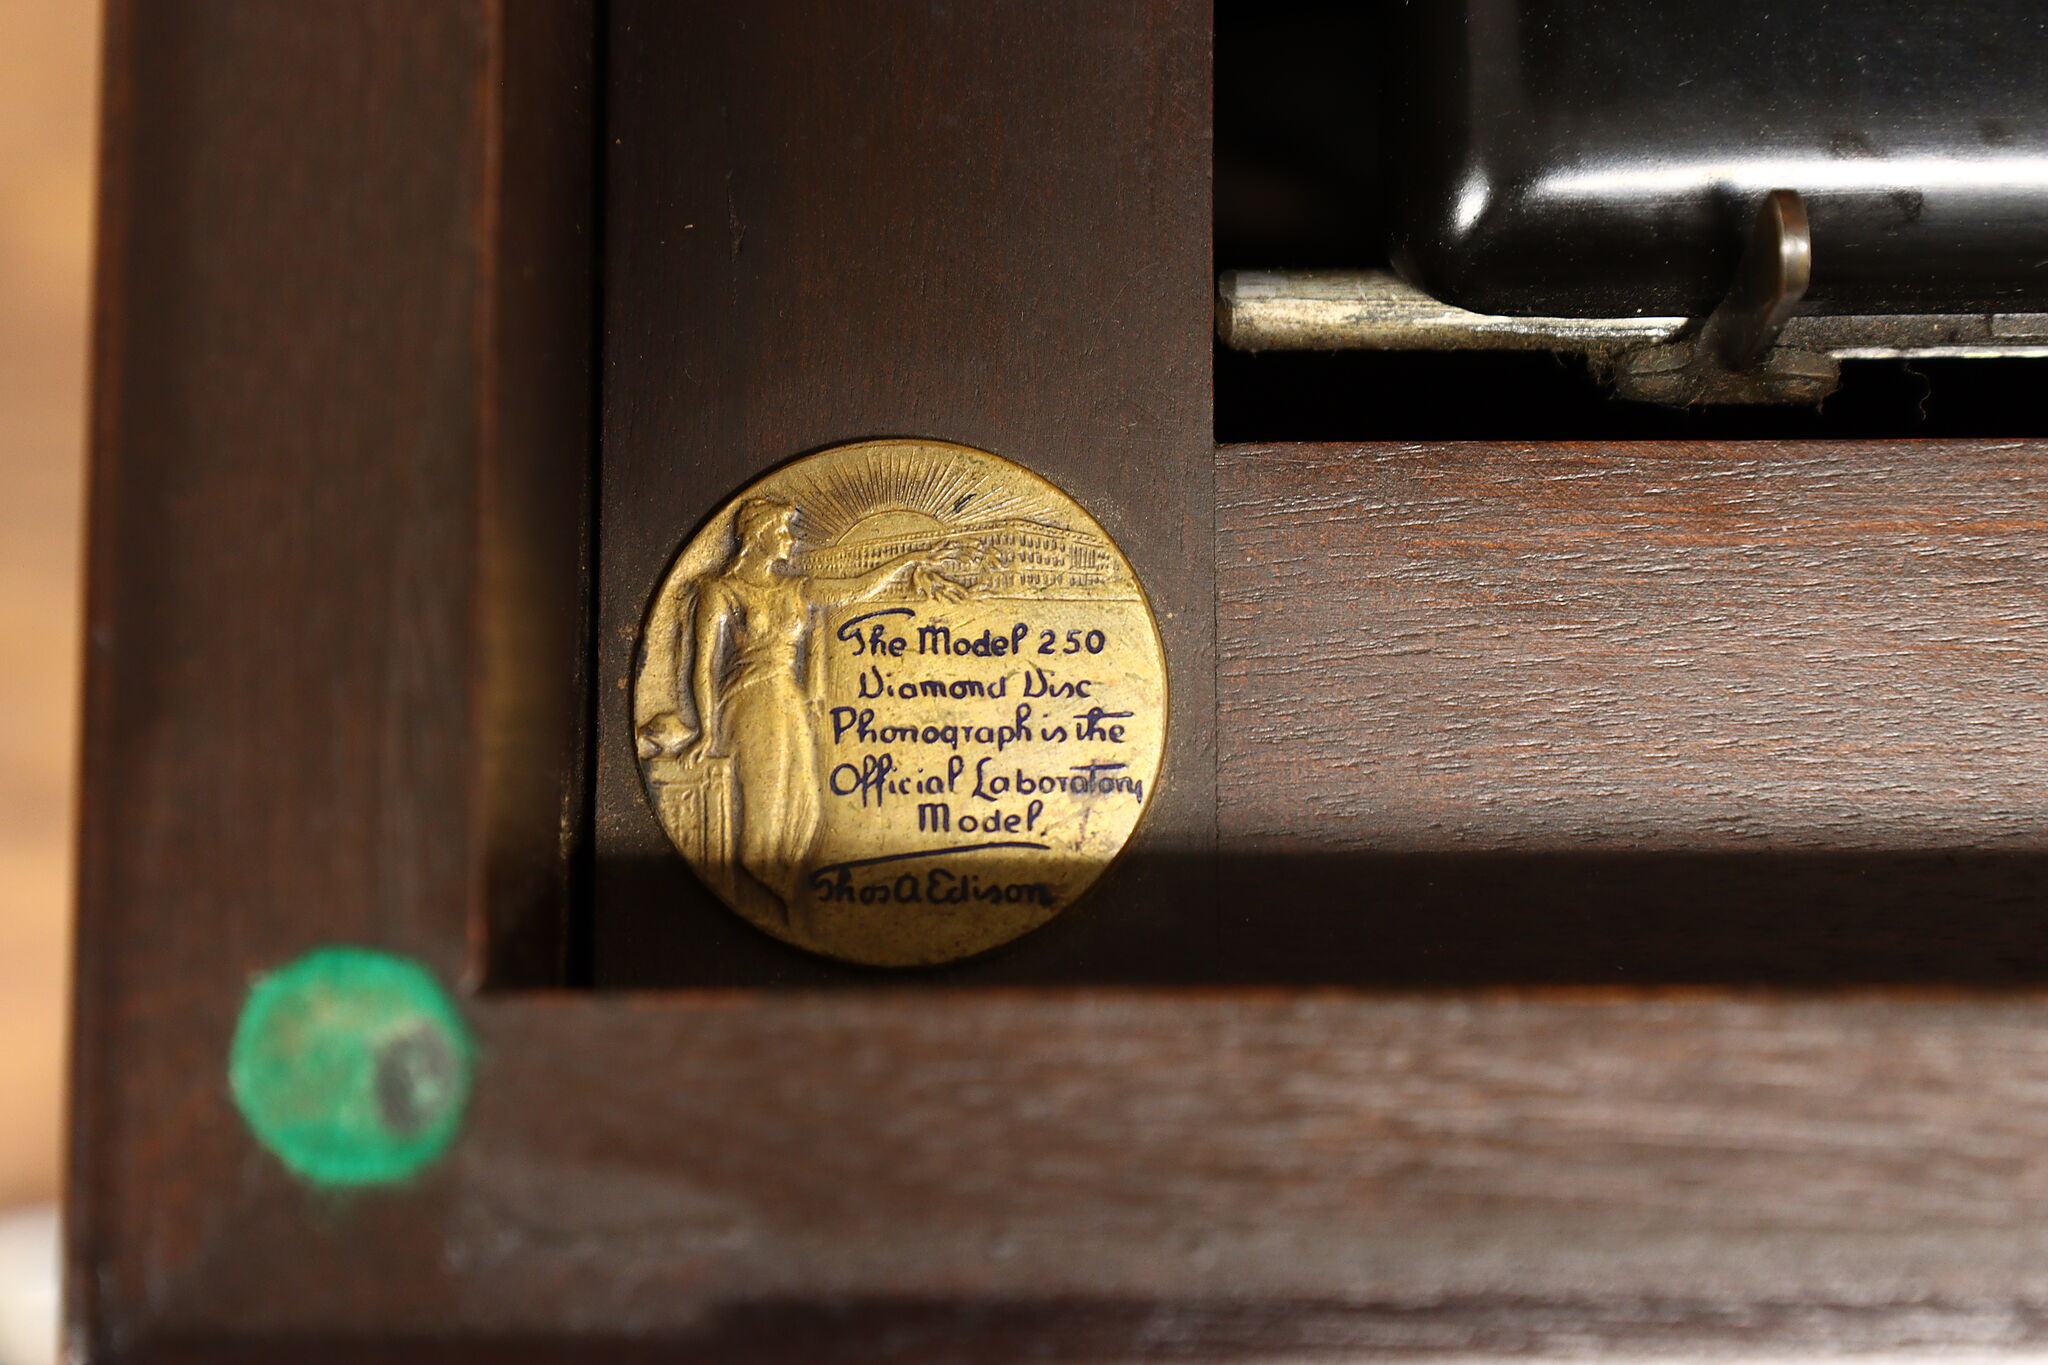 The Model 250
Diamond Disc
Phonograph is the
Official Laboratory
Model.
Thos A Edison